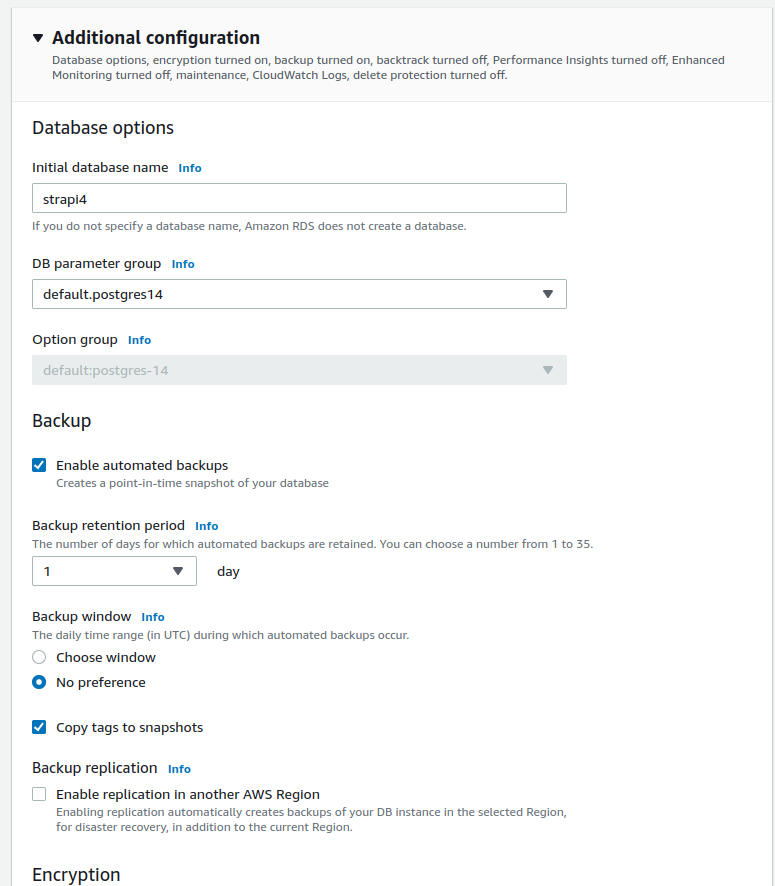 Additional configuration
Database options, encryption turned on, backup turned on, backtrack turned off, Performance Insights turned off, Enhanced
Monitoring turned off, maintenance, CloudWatch Logs, delete protection turned off.
Database options
Initial database name Info
strapi4
If you do not specify a database name, Amazon RDS does not create a database.
DB parameter group Info
default.postgres14
Option group Info
default:postgres-14
Backup
Enable automated backups
Creates a point-in-time snapshot of your database
Backup retention period Info
The number of days for which automated backups are retained. You can choose a number from 1 to 35.
1 day
Backup window Info
The daily time range (in UTC) during which automated backups occur.
Choose window
No preference
Copy tags to snapshots
Backup replication Info
Enable replication in another AWS Region
Enabling replication automatically creates backups of your DB instance in the selected Region,
for disaster recovery, in addition to the current Region.
Encryption